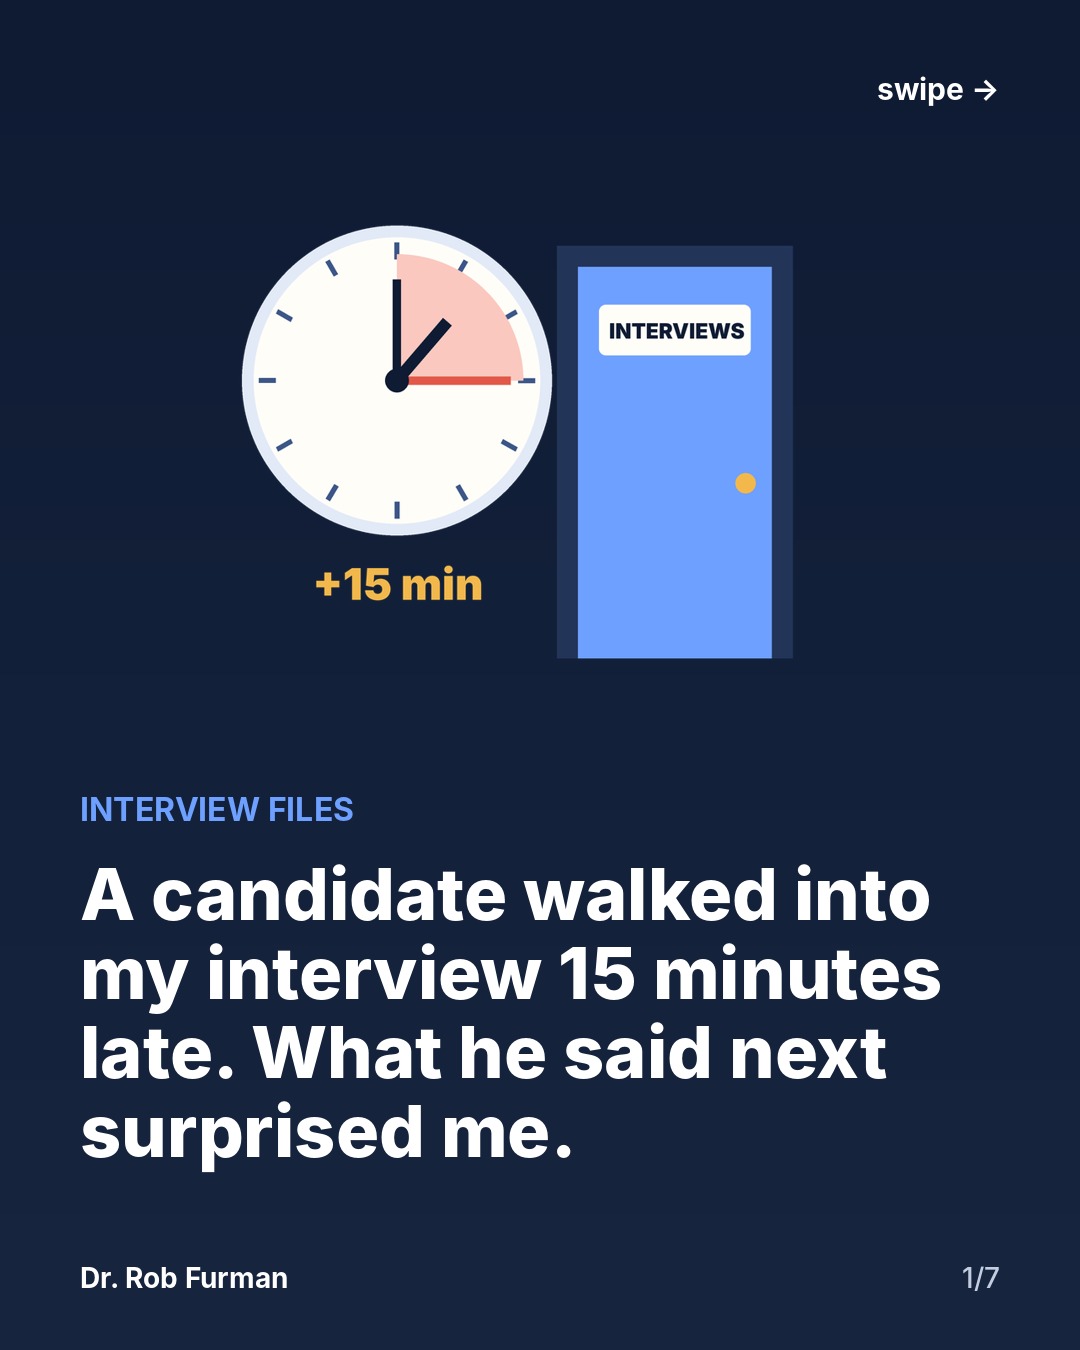 swipe →
INTERVIEWS
+15 min
INTERVIEW FILES
A candidate walked into
my interview 15 minutes
late. What he said next
surprised me.
Dr. Rob Furman
1/7